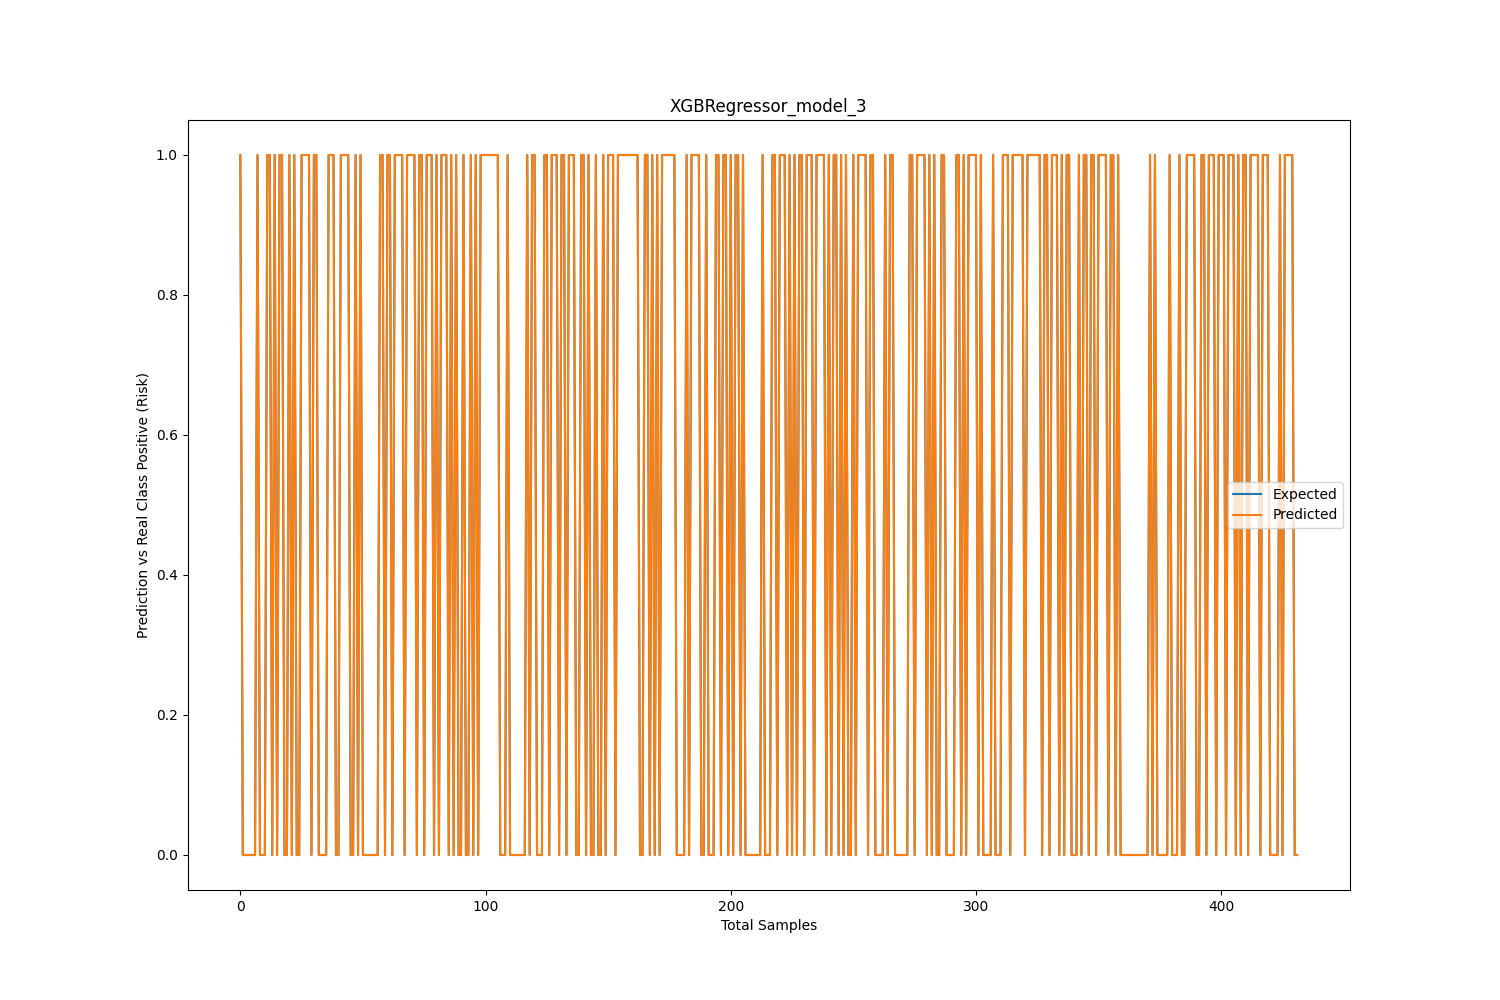 XGBRegressor_model_3
Prediction vs Real Class Positive (Risk)
1.0
0.8
0.6
0.4
0.2
0.0
Expected
Predicted
0 100 200 300 400
Total Samples